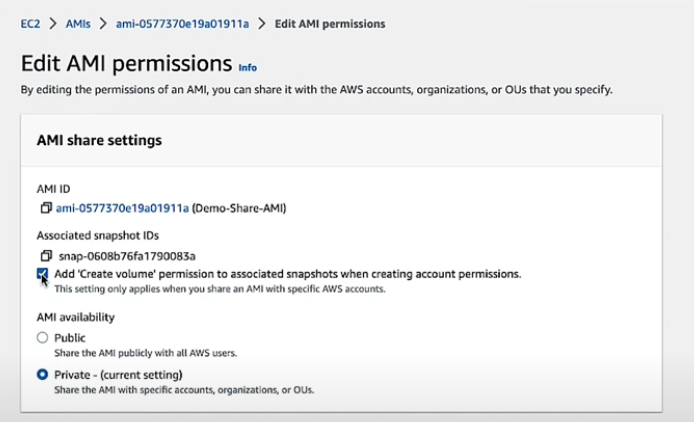 EC2 > AMIs > ami-0577370e19a01911a > Edit AMI permissions
Edit AMI permissions Info
By editing the permissions of an AMI, you can share it with the AWS accounts, organizations, or OUs that you specify.
AMI share settings
AMI ID
ami-0577370e19a01911a (Demo-Share-AMI)
Associated snapshot IDs
snap-0608b76fa1790083a
Add 'Create volume' permission to associated snapshots when creating account permissions.
This setting only applies when you share an AMI with specific AWS accounts.
AMI availability
Public
Share the AMI publicly with all AWS users.
Private - (current setting)
Share the AMI with specific accounts, organizations, or OUs.